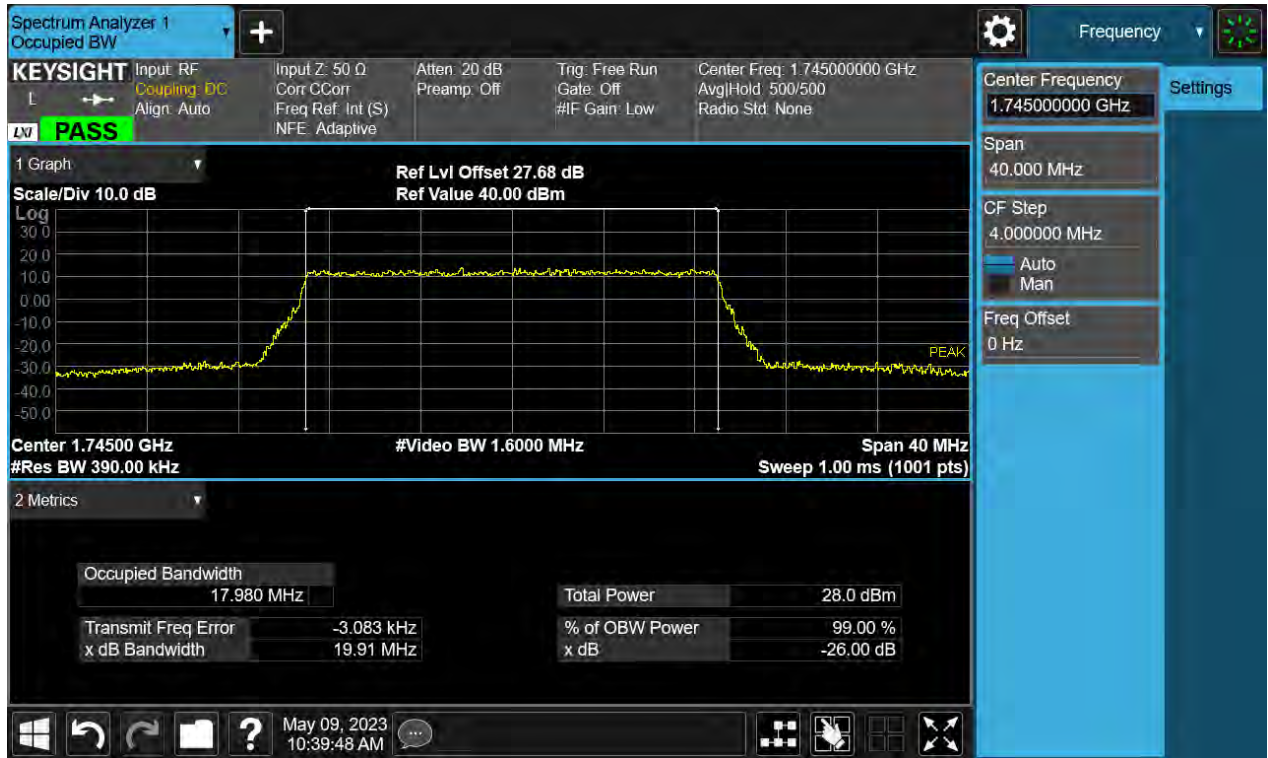 Spectrum Analyzer 1
Occupied BW
Frequency
KEYSIGHT
L
LXI
PASS
Input: RF
Coupling: DC
Align: Auto
Input Z: 50 Ω
Corr CCorr
Freq Ref: Int (S)
NFE: Adaptive
Atten: 20 dB
Preamp: Off
Trig: Free Run
Gate: Off
#IF Gain: Low
Center Freq: 1.745000000 GHz
Avg|Hold: 500/500
Radio Std: None
Center Frequency
1.745000000 GHz
Settings
Span
40.000 MHz
CF Step
4.000000 MHz
Auto
Man
Freq Offset
0 Hz
1 Graph
Scale/Div 10.0 dB
Ref Lvl Offset 27.68 dB
Ref Value 40.00 dBm
Log
30.0
20.0
10.0
0.00
-10.0
-20.0
-30.0
-40.0
-50.0
PEAK
Center 1.74500 GHz
#Video BW 1.6000 MHz
Span 40 MHz
#Res BW 390.00 kHz
Sweep 1.00 ms (1001 pts)
2 Metrics
Occupied Bandwidth
17.980 MHz
Total Power 28.0 dBm
Transmit Freq Error -3.083 kHz
% of OBW Power 99.00 %
x dB Bandwidth 19.91 MHz
x dB -26.00 dB
?
May 09, 2023
10:39:48 AM